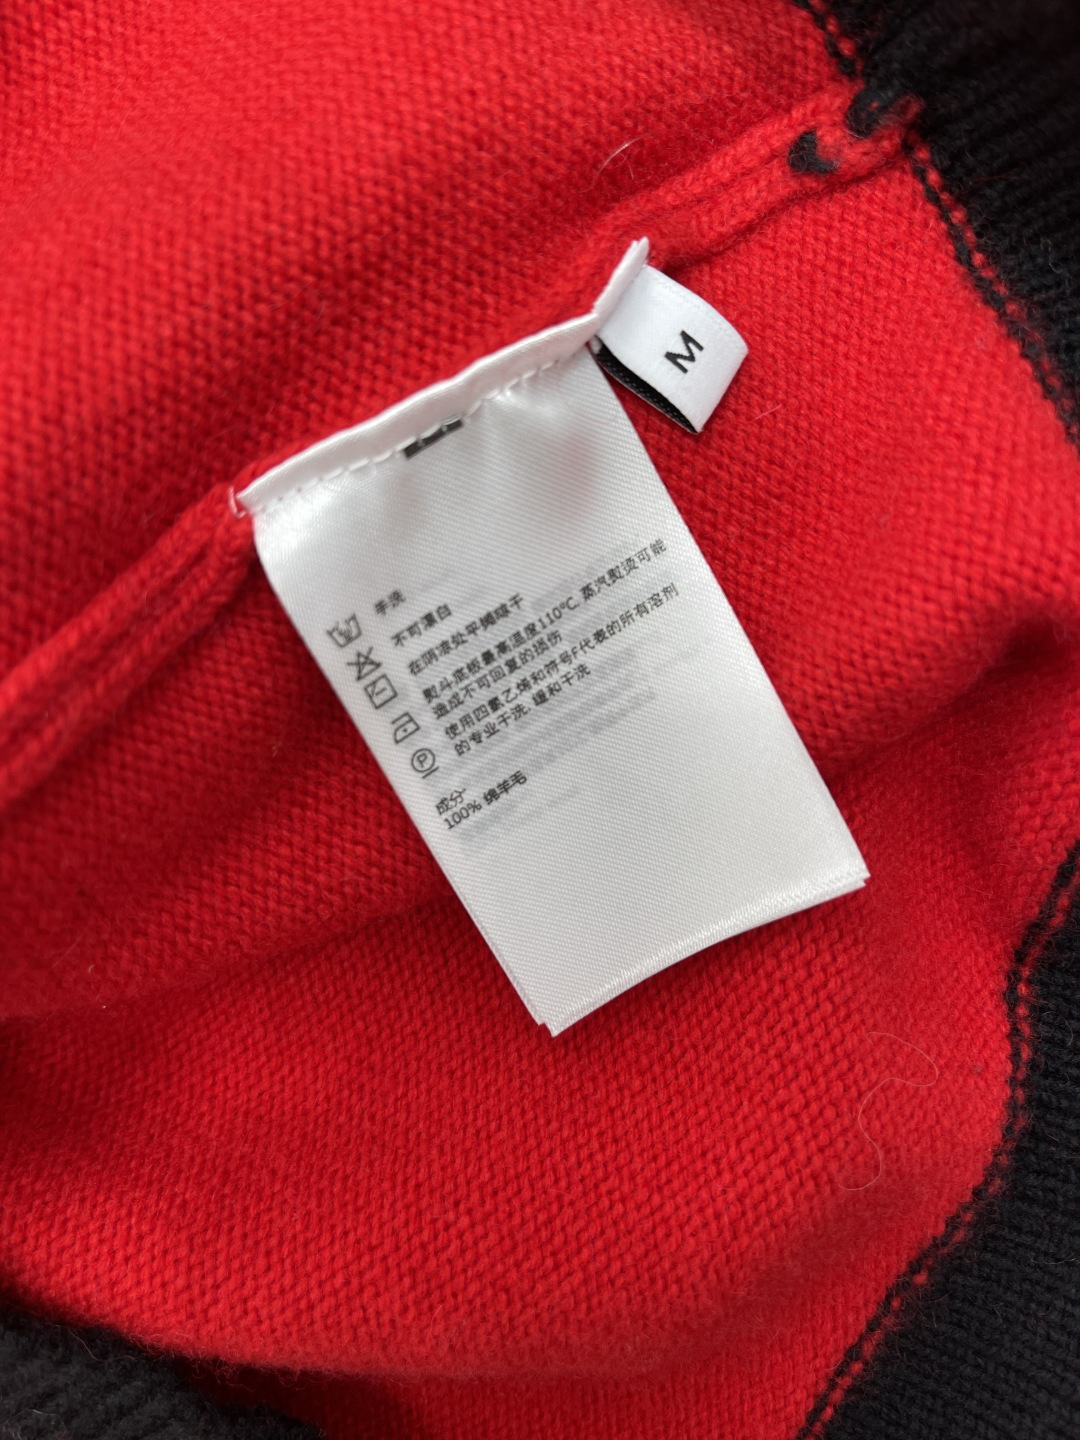 M
手洗
不可漂白
在阴凉处平摊晾干
熨斗底板最高温度110°C. 蒸汽熨烫可能
造成不可回复的损伤
使用四氯乙烯和符号F代表的所有溶剂
的专业干洗. 缓和干洗
P
成分
100% 绵羊毛